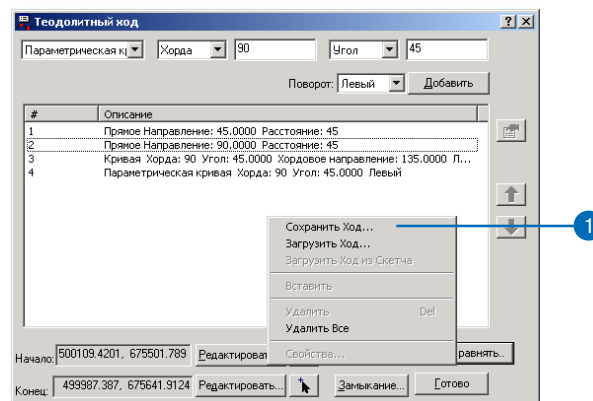 Теодолитный ход
Параметрическая к Хорда 90 Угол 45
Поворот: Левый Добавить
# Описание
1 Прямое Направление: 45.0000 Расстояние: 45
2 Прямое Направление: 90.0000 Расстояние: 45
3 Кривая Хорда: 90 Угол: 45.0000 Хордовое направление: 135.0000 Л...
4 Параметрическая кривая Хорда: 90 Угол: 45.0000 Левый
Сохранить Ход...
1
Загрузить Ход...
Загрузить Ход из Скетча
Вставить
Удалить Del
Удалить Все
Свойства...
Начало: 500109.4201, 675501.789 Редактироват равнять..
Конец: 499987.387, 675641.9124 Редактировать... Замыкание... Готово